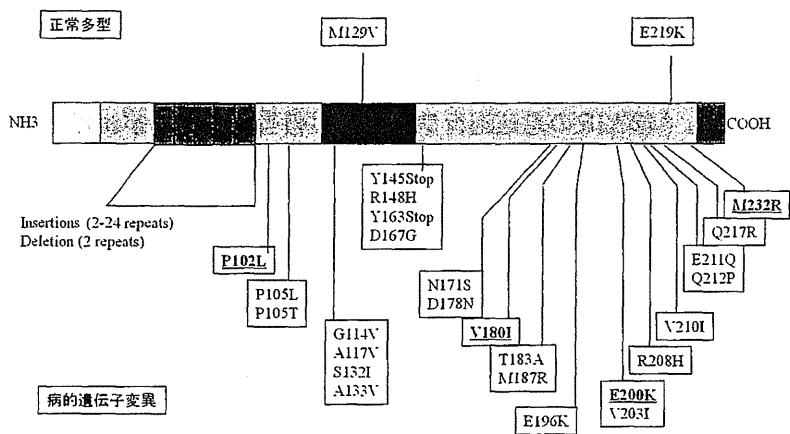 正常多型
M129V
E219K
NH3
COOH
Insertions (2-24 repeats)
Deletion (2 repeats)
P102L
P105L
P105T
G114V
A117V
S132I
A133V
Y145Stop
R148H
Y163Stop
D167G
N171S
D178N
V180I
T183A
M187R
E196K
E200K
V203I
R208H
V210I
E211Q
Q212P
Q217R
M232R
病的遺伝子変異